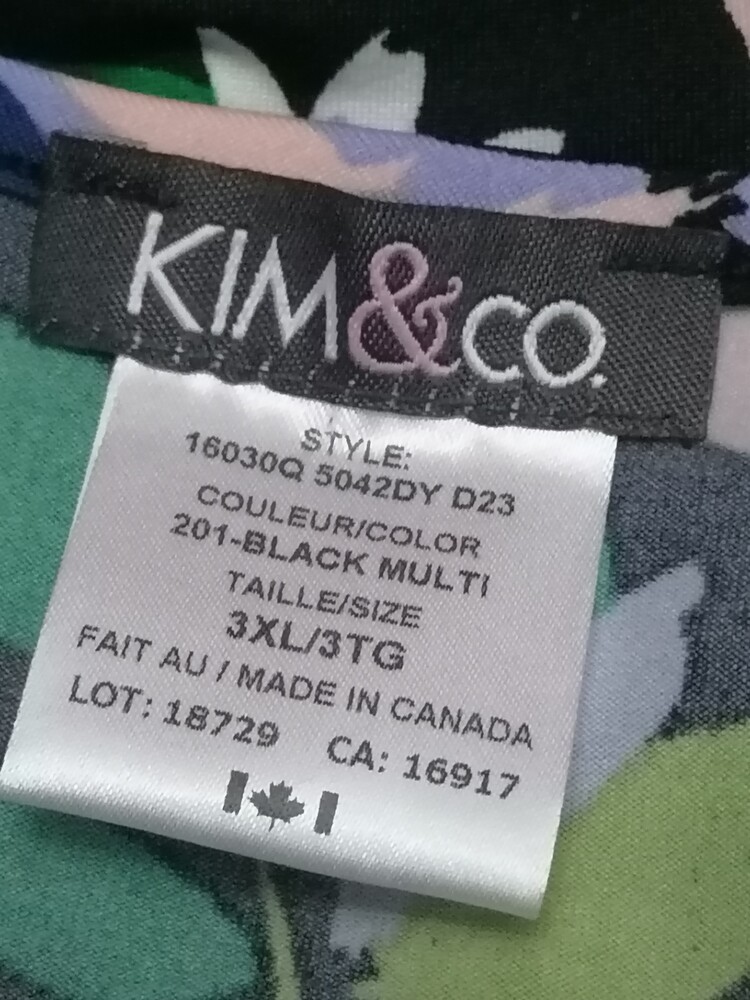 KIM&CO.
STYLE:
16030Q 5042DY D23
COULEUR/COLOR
201-BLACK MULTI
TAILLE/SIZE
3XL/3TG
FAIT AU / MADE IN CANADA
LOT: 18729 CA: 16917